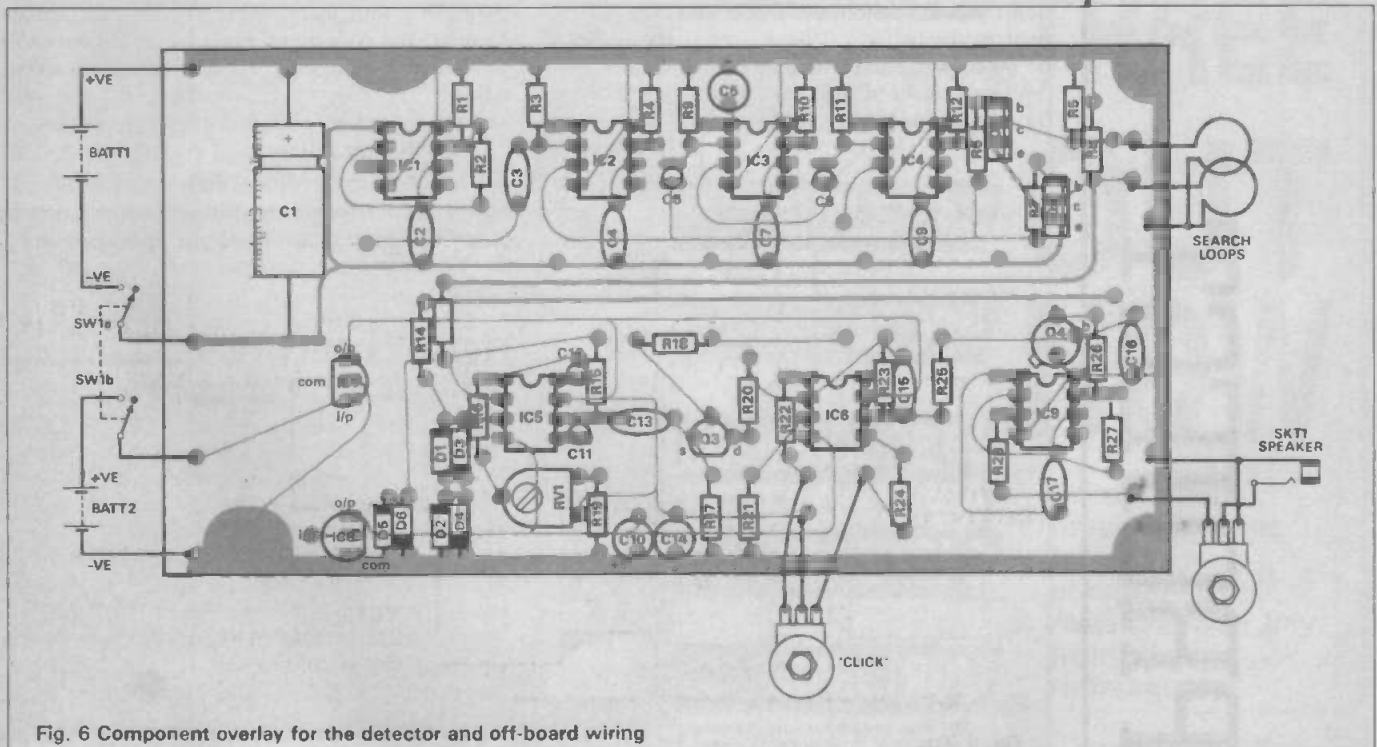 +VE
BATT1
-VE
SW1a
SW1b
+VE
BATT2
-VE
C1
IC1
R1
R2
C2
C3
R3
IC2
R4
C4
R9
C5
IC3
R10
C7
R11
C8
IC4
R12
C9
b
c
e
R5
SEARCH
LOOPS
o/p
com
i/p
R14
IC5
R15
C13
C11
R18
Q3
s
d
R20
R22
IC6
R23
C15
R25
Q4
b
R26
C16
IC9
R27
R28
C17
SKT1
SPEAKER
D1
D3
RV1
R19
R17
R21
R24
o/p
com
D5
D6
D2
D4
C10
C14
'CLICK'
Fig. 6 Component overlay for the detector and off-board wiring